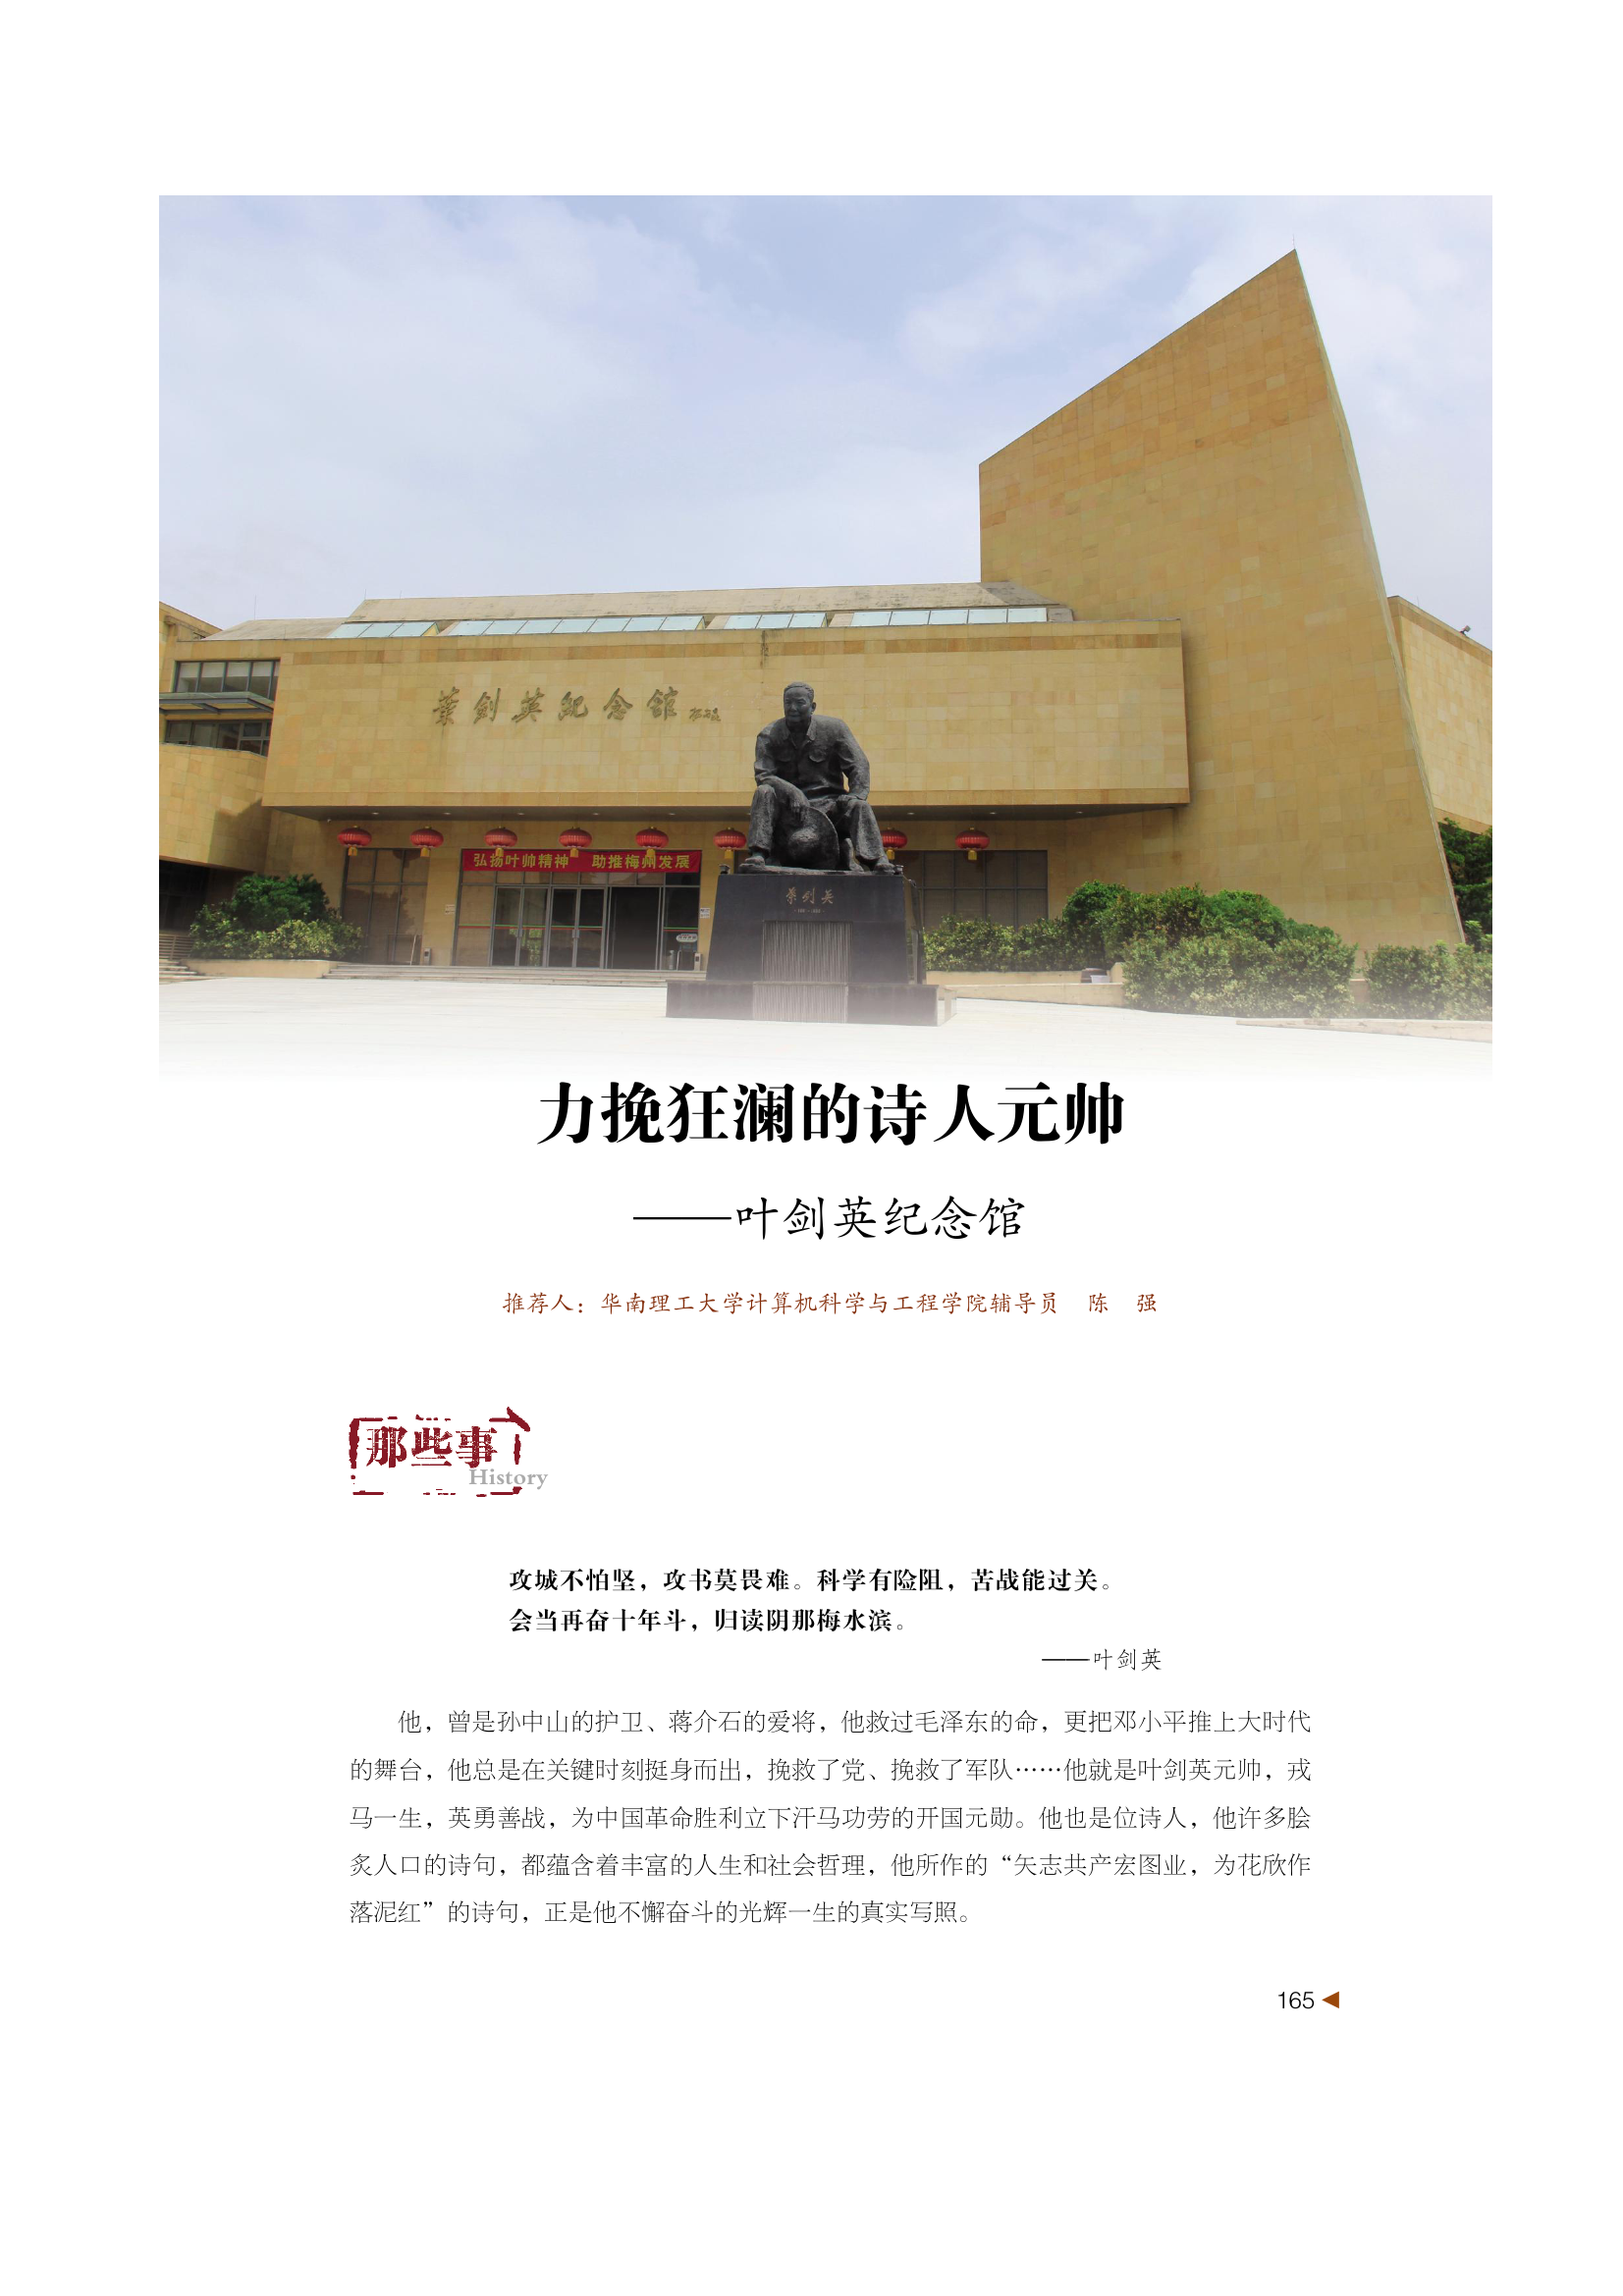 葉剑英紀念館
弘扬叶帅精神 助推梅州发展
葉剑英
力挽狂澜的诗人元帅
——叶剑英纪念馆
推荐人：华南理工大学计算机科学与工程学院辅导员 陈 强
那些事
History
攻城不怕坚，攻书莫畏难。科学有险阻，苦战能过关。
会当再奋十年斗，归读阴那梅水滨。
——叶剑英
他，曾是孙中山的护卫、蒋介石的爱将，他救过毛泽东的命，更把邓小平推上大时代
的舞台，他总是在关键时刻挺身而出，挽救了党、挽救了军队……他就是叶剑英元帅，戎
马一生，英勇善战，为中国革命胜利立下汗马功劳的开国元勋。他也是位诗人，他许多脍
炙人口的诗句，都蕴含着丰富的人生和社会哲理，他所作的“矢志共产宏图业，为花欣作
落泥红”的诗句，正是他不懈奋斗的光辉一生的真实写照。
165